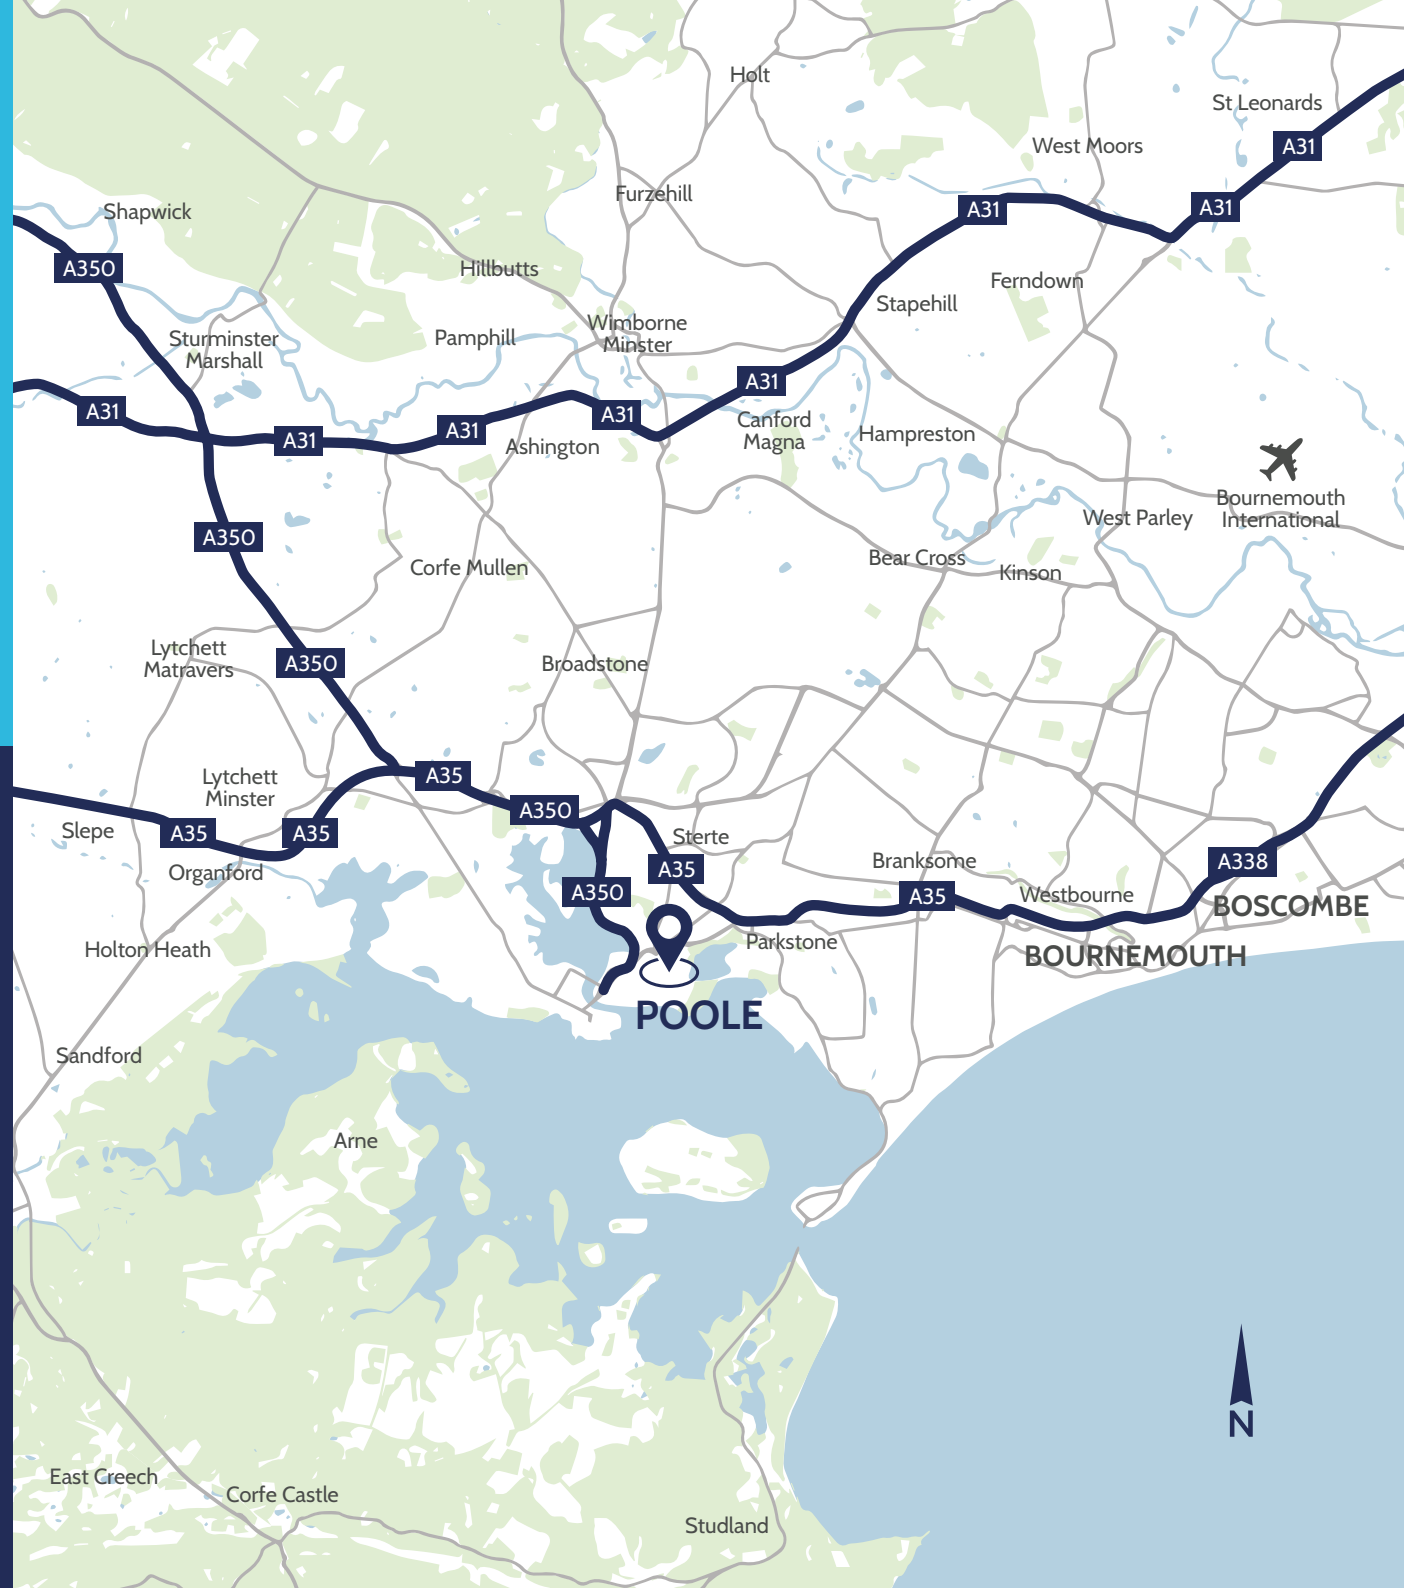 Holt
St Leonards
A31
West Moors
Furzehill
Shapwick
A31
A31
A350
Hillbutts
Ferndown
Stapehill
Wimborne
Minster
Sturminster
Marshall
Pamphill
A31
A31
A31
A31
A31
Canford
Magna
Hampreston
Ashington
Bournemouth
International
West Parley
A350
Bear Cross
Kinson
Corfe Mullen
Lytchett
Matravers
A350
Broadstone
Lytchett
Minster
A35
A350
Slepe
A35
A35
Sterte
Organford
A35
Branksome
A338
A350
A35
Westbourne
BOSCOMBE
Holton Heath
Parkstone
BOURNEMOUTH
POOLE
Sandford
Arne
N
East Creech
Corfe Castle
Studland